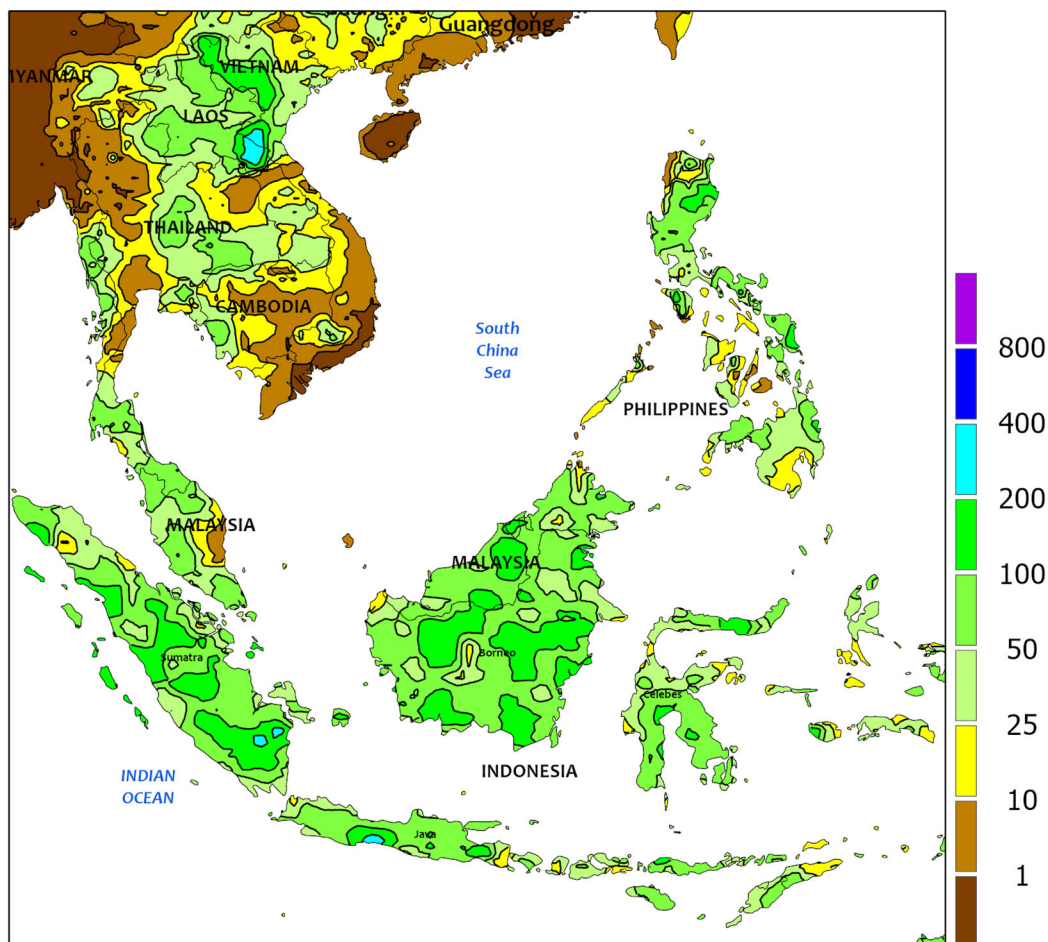 Guangdong
MYANMAR
VIETNAM
LAOS
THAILAND
CAMBODIA
South
China
Sea
800
400
PHILIPPINES
200
MALAYSIA
MALAYSIA
100
Sumatra
Borneo
50
Celebes
25
INDIAN
OCEAN
INDONESIA
10
Java
1